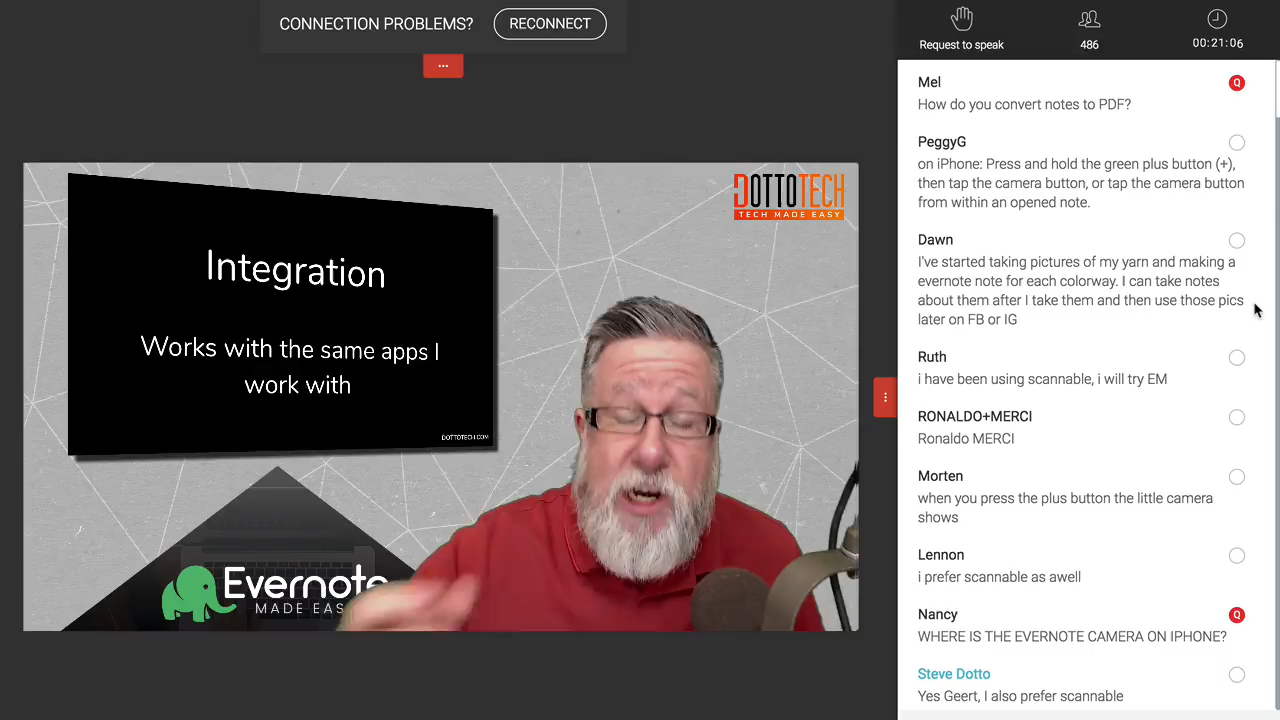 CONNECTION PROBLEMS?
RECONNECT
Request to speak
486
00:21:06
DOTTOTECH
TECH MADE EASY
Integration
Works with the same apps I
work with
DOTTOTECH.COM
Evernote
MADE EAS
Mel
Q
How do you convert notes to PDF?
PeggyG
on iPhone: Press and hold the green plus button (+),
then tap the camera button, or tap the camera button
from within an opened note.
Dawn
I've started taking pictures of my yarn and making a
evernote note for each colorway. I can take notes
about them after I take them and then use those pics
later on FB or IG
Ruth
i have been using scannable, i will try EM
RONALDO+MERCI
Ronaldo MERCI
Morten
when you press the plus button the little camera
shows
Lennon
i prefer scannable as awell
Nancy
Q
WHERE IS THE EVERNOTE CAMERA ON IPHONE?
Steve Dotto
Yes Geert, I also prefer scannable